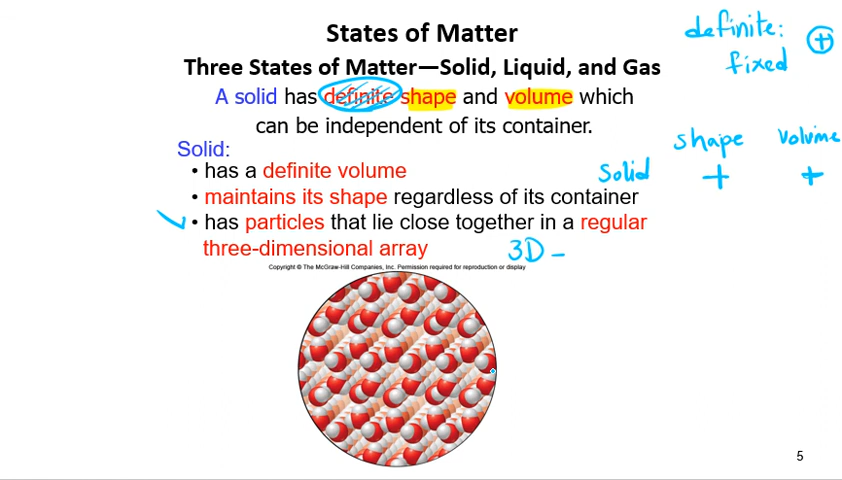 States of Matter
definite: +
fixed
Three States of Matter—Solid, Liquid, and Gas
A solid has definite shape and volume which
can be independent of its container.
shape volume
Solid:
• has a definite volume
Solid + +
• maintains its shape regardless of its container
• has particles that lie close together in a regular
three-dimensional array
3D –
Copyright © The McGraw-Hill Companies, Inc. Permission required for reproduction or display
5